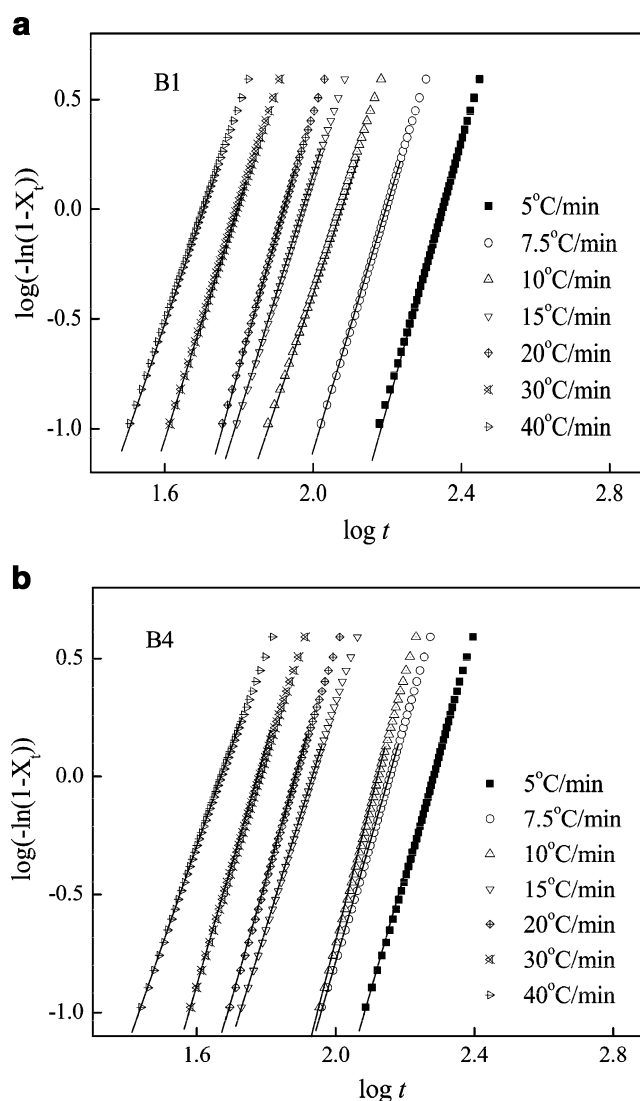 a
B1
0.5
0.0
-0.5
-1.0
log(-ln(1-Xt))
5°C/min
7.5°C/min
10°C/min
15°C/min
20°C/min
30°C/min
40°C/min
1.6 2.0 2.4 2.8
log t
b
B4
0.5
0.0
-0.5
-1.0
log(-ln(1-Xt))
5°C/min
7.5°C/min
10°C/min
15°C/min
20°C/min
30°C/min
40°C/min
1.6 2.0 2.4 2.8
log t